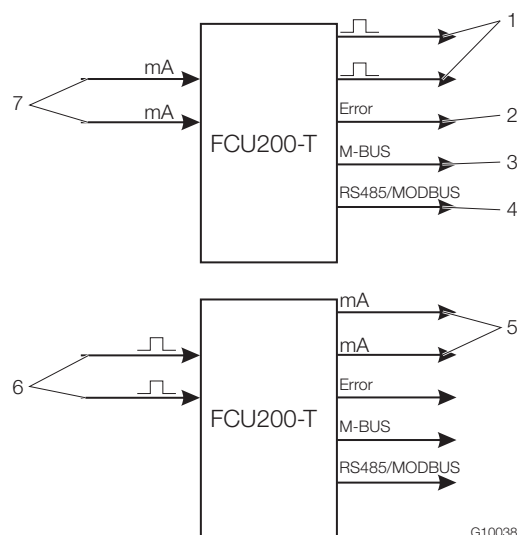 1
mA
7
mA
Error
2
FCU200-T
M-BUS
3
RS485/MODBUS
4
mA
5
mA
6
Error
FCU200-T
M-BUS
RS485/MODBUS
G10038